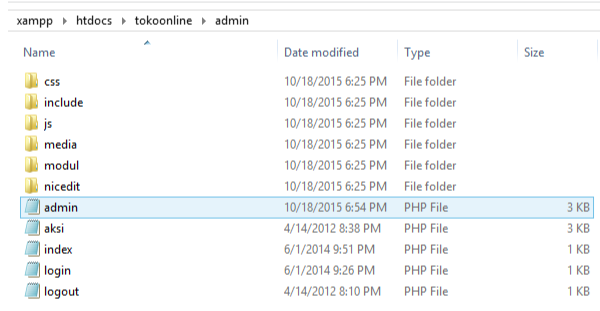 xampp ▸ htdocs ▸ tokoonline ▸ admin
Name Date modified Type Size
css 10/18/2015 6:25 PM File folder
include 10/18/2015 6:25 PM File folder
js 10/18/2015 6:25 PM File folder
media 10/18/2015 6:25 PM File folder
modul 10/18/2015 6:25 PM File folder
nicedit 10/18/2015 6:25 PM File folder
admin 10/18/2015 6:54 PM PHP File 3 KB
aksi 4/14/2012 8:38 PM PHP File 3 KB
index 6/1/2014 9:51 PM PHP File 1 KB
login 6/1/2014 9:26 PM PHP File 1 KB
logout 4/14/2012 8:10 PM PHP File 1 KB